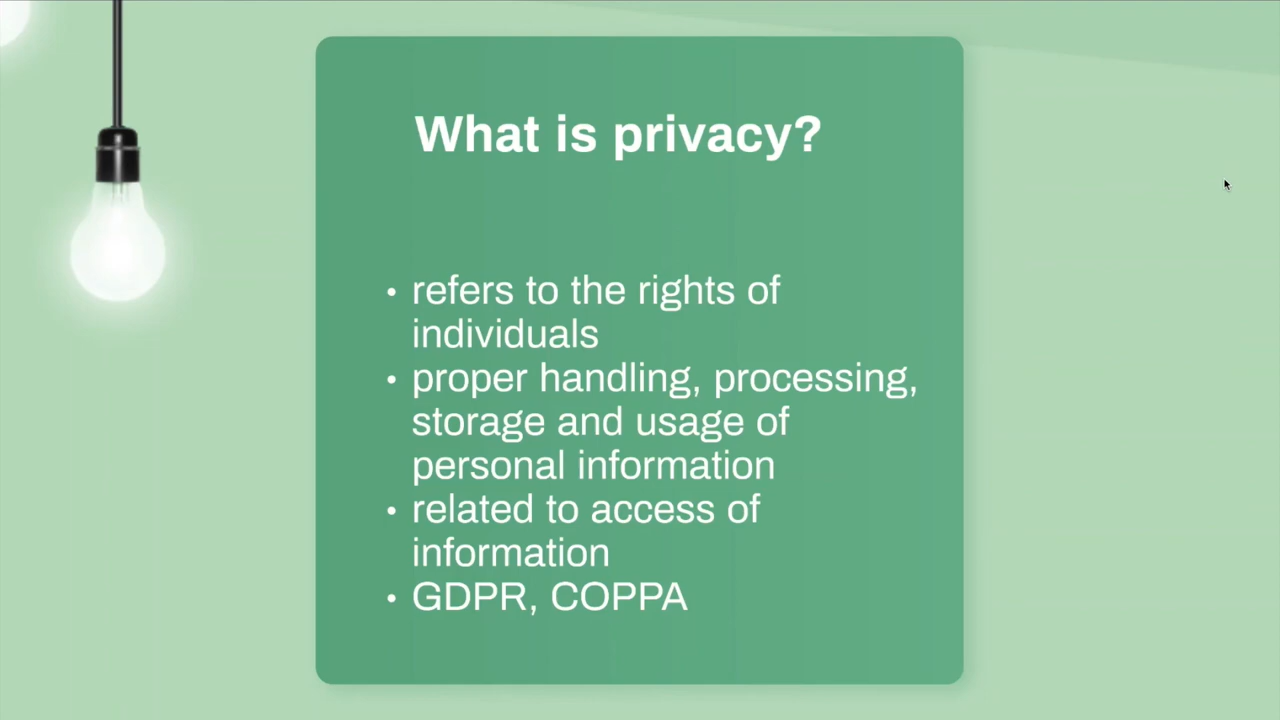 What is privacy?
• refers to the rights of
individuals
• proper handling, processing,
storage and usage of
personal information
• related to access of
information
• GDPR, COPPA